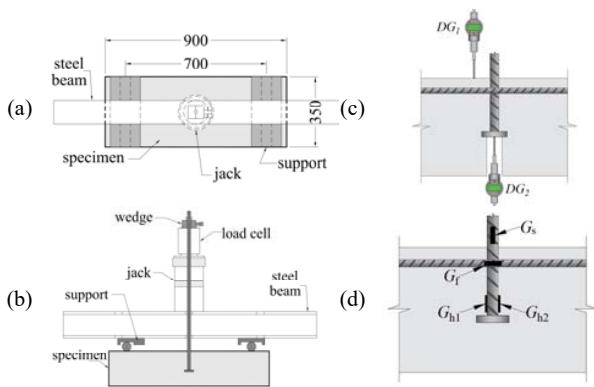 900
700
steel
beam
(a)
350
specimen
support
jack
wedge
load cell
jack
steel
beam
(b)
support
specimen
DG1
(c)
DG2
Gs
Gf
(d)
Gh1
Gh2